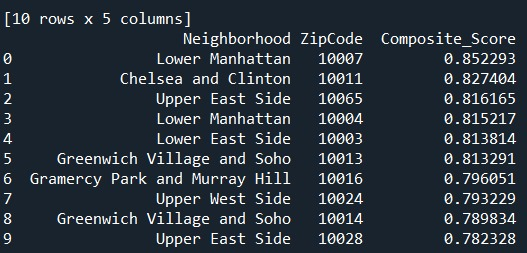 [10 rows x 5 columns]
Neighborhood ZipCode Composite_Score
0 Lower Manhattan 10007 0.852293
1 Chelsea and Clinton 10011 0.827404
2 Upper East Side 10065 0.816165
3 Lower Manhattan 10004 0.815217
4 Lower East Side 10003 0.813814
5 Greenwich Village and Soho 10013 0.813291
6 Gramercy Park and Murray Hill 10016 0.796051
7 Upper West Side 10024 0.793229
8 Greenwich Village and Soho 10014 0.789834
9 Upper East Side 10028 0.782328